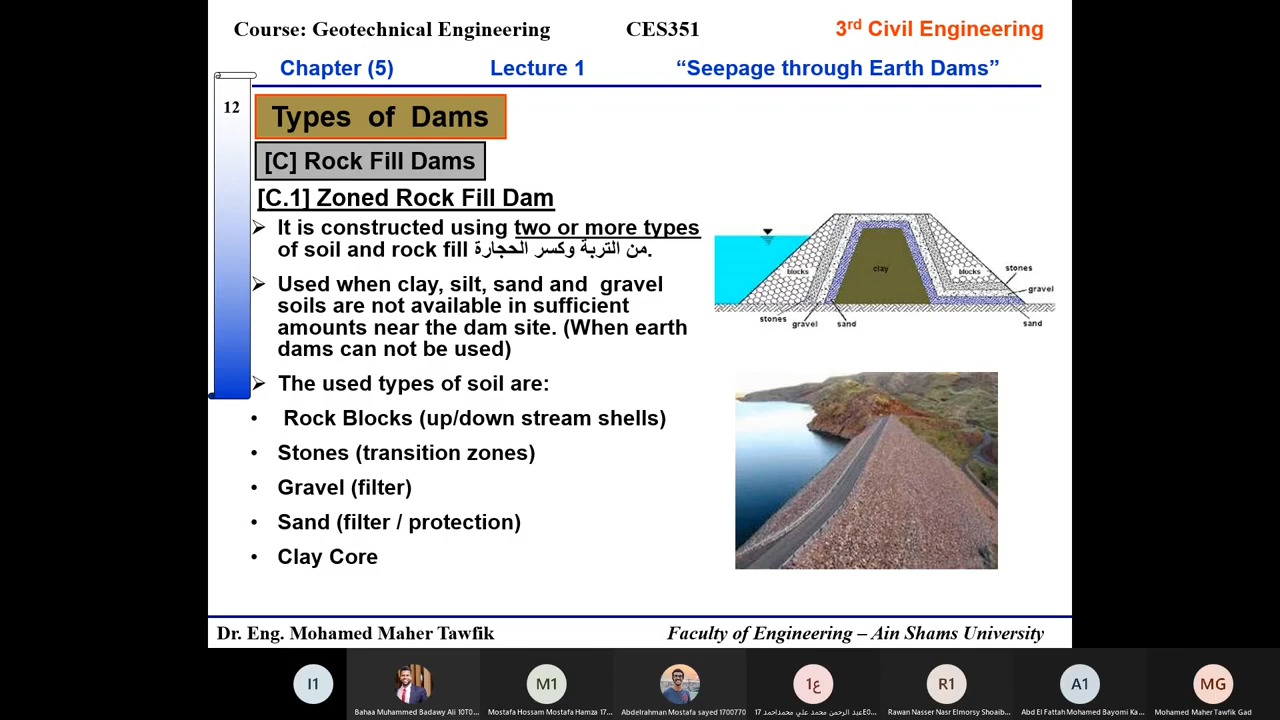 Course: Geotechnical Engineering CES351 3rd Civil Engineering
Chapter (5) Lecture 1 “Seepage through Earth Dams”
12
Types of Dams
[C] Rock Fill Dams
[C.1] Zoned Rock Fill Dam
➢ It is constructed using two or more types
of soil and rock fill من التربة وكسر الحجارة.
➢ Used when clay, silt, sand and gravel
soils are not available in sufficient
amounts near the dam site. (When earth
dams can not be used)
➢ The used types of soil are:
• Rock Blocks (up/down stream shells)
• Stones (transition zones)
• Gravel (filter)
• Sand (filter / protection)
• Clay Core
blocks
clay
blocks
stones
gravel
sand
stones
gravel
sand
Dr. Eng. Mohamed Maher Tawfik Faculty of Engineering – Ain Shams University
I1
M1
ع1
R1
A1
MG
Bahaa Muhammed Badawy Ali 10T0...
Mostafa Hossam Mostafa Hamza 17...
Abdelrahman Mostafa sayed 1700770
عبد الرحمن محمد علي محمداحمد 17E0...
Rawan Nasser Nasr Elmorsy Shoaib...
Abd El Fattah Mohamed Bayomi Ka...
Mohamed Maher Tawfik Gad